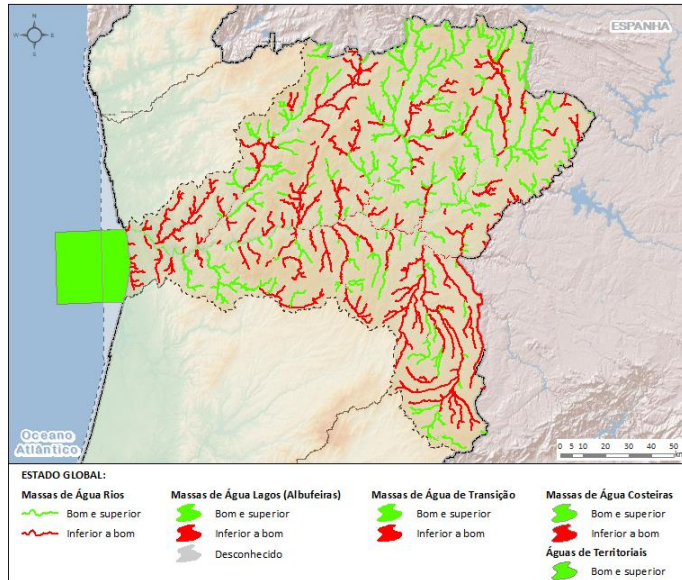 N
W E
S
ESPANHA
Oceano
Atlântico
0 5 10 20 30 40 50
km
ESTADO GLOBAL:
Massas de Água Rios
Bom e superior
Inferior a bom
Massas de Água Lagos (Albufeiras)
Bom e superior
Inferior a bom
Desconhecido
Massas de Água de Transição
Bom e superior
Inferior a bom
Massas de Água Costeiras
Bom e superior
Inferior a bom
Águas de Territoriais
Bom e superior